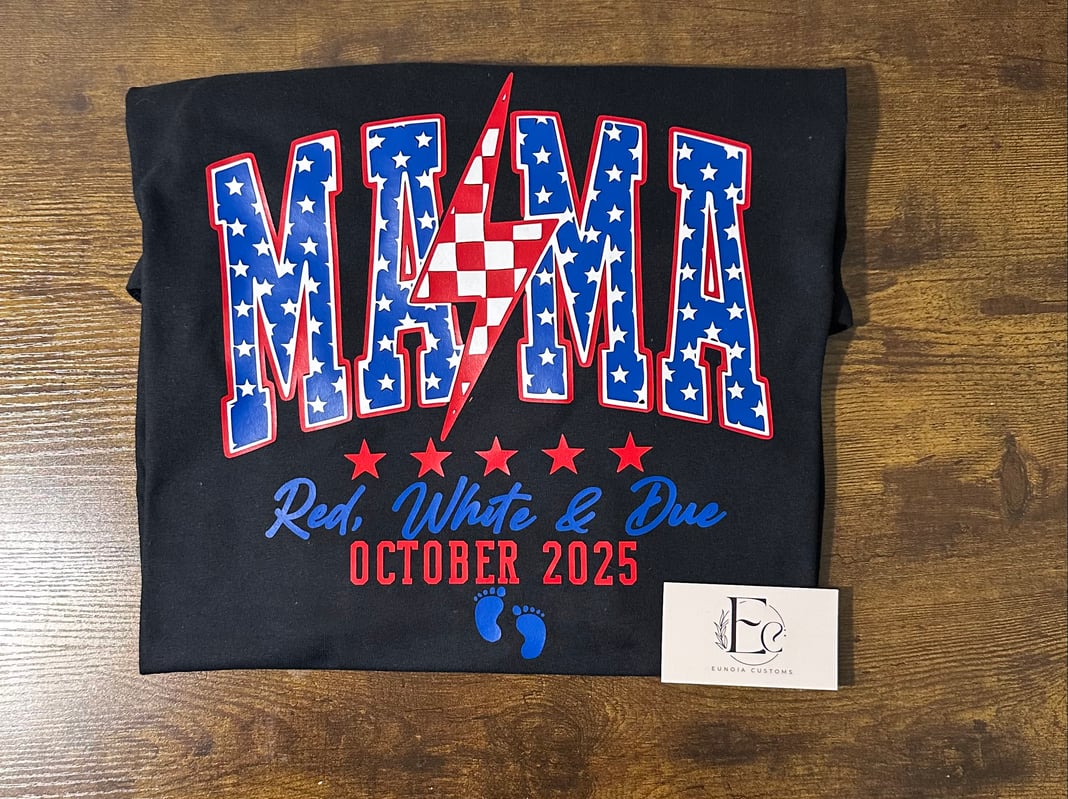 MAMA
Red, White & Due
OCTOBER 2025
Ec
EUNOIA CUSTOMS